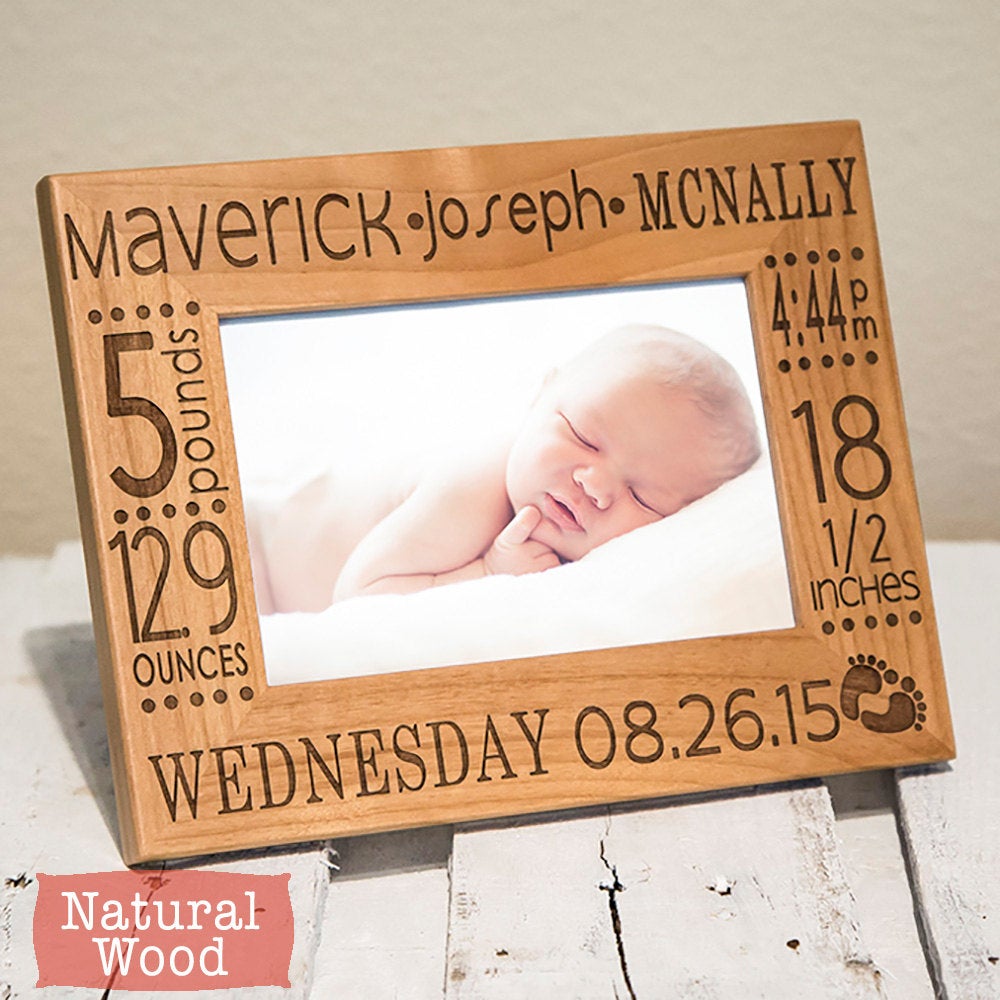 Maverick • Joseph • MCNALLY
5 pounds
12.9
OUNCES
4:44 pm
18
1/2
INCHES
WEDNESDAY 08.26.15
Natural
Wood